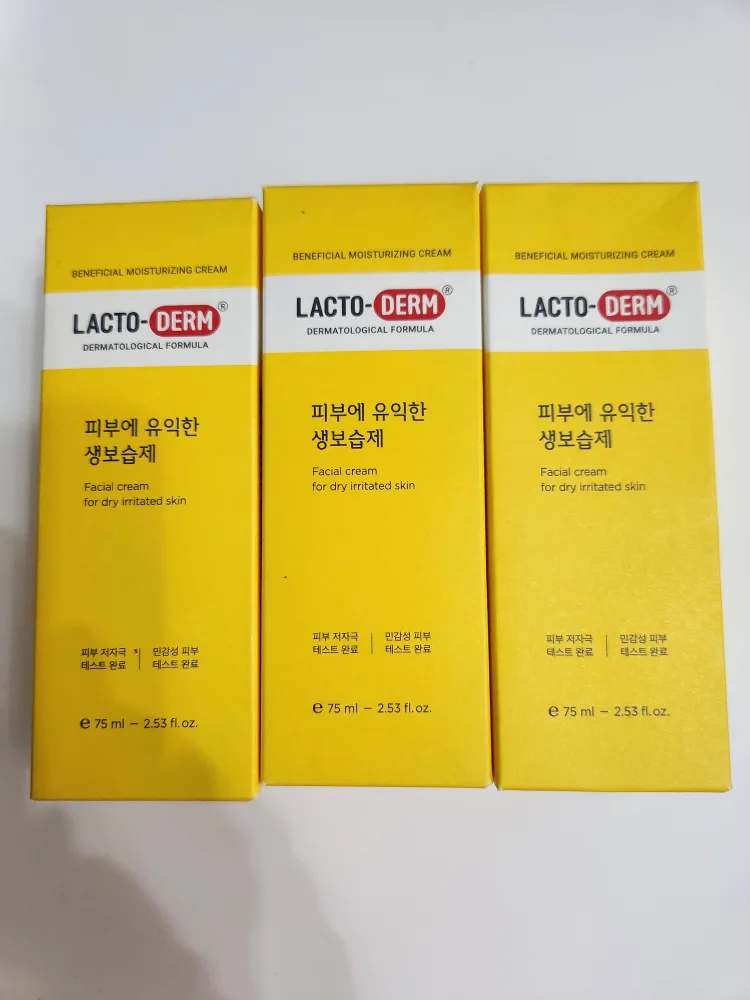 BENEFICIAL MOISTURIZING CREAM
LACTO-DERM®
DERMATOLOGICAL FORMULA
피부에 유익한
생보습제
Facial cream
for dry irritated skin
피부 저자극
테스트 완료
민감성 피부
테스트 완료
e 75 ml – 2.53 fl.oz.
BENEFICIAL MOISTURIZING CREAM
LACTO-DERM®
DERMATOLOGICAL FORMULA
피부에 유익한
생보습제
Facial cream
for dry irritated skin
피부 저자극
테스트 완료
민감성 피부
테스트 완료
e 75 ml – 2.53 fl.oz.
BENEFICIAL MOISTURIZING CREAM
LACTO-DERM®
DERMATOLOGICAL FORMULA
피부에 유익한
생보습제
Facial cream
for dry irritated skin
피부 저자극
테스트 완료
민감성 피부
테스트 완료
e 75 ml – 2.53 fl.oz.